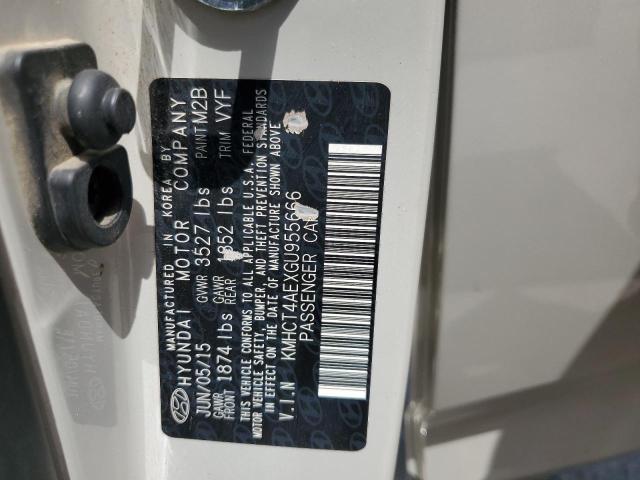 MANUFACTURED IN KOREA BY
HYUNDAI MOTOR COMPANY
JUN/05/15 GVWR 3527 lbs PAINT M2B
GAWR FRONT 1874 lbs GAWR REAR 1852 lbs TRIM VYF
THIS VEHICLE CONFORMS TO ALL APPLICABLE U.S.A. FEDERAL
MOTOR VEHICLE SAFETY, BUMPER, AND THEFT PREVENTION STANDARDS
IN EFFECT ON THE DATE OF MANUFACTURE SHOWN ABOVE
V.I.N KMHCT4AEXGU955666
PASSENGER CAR